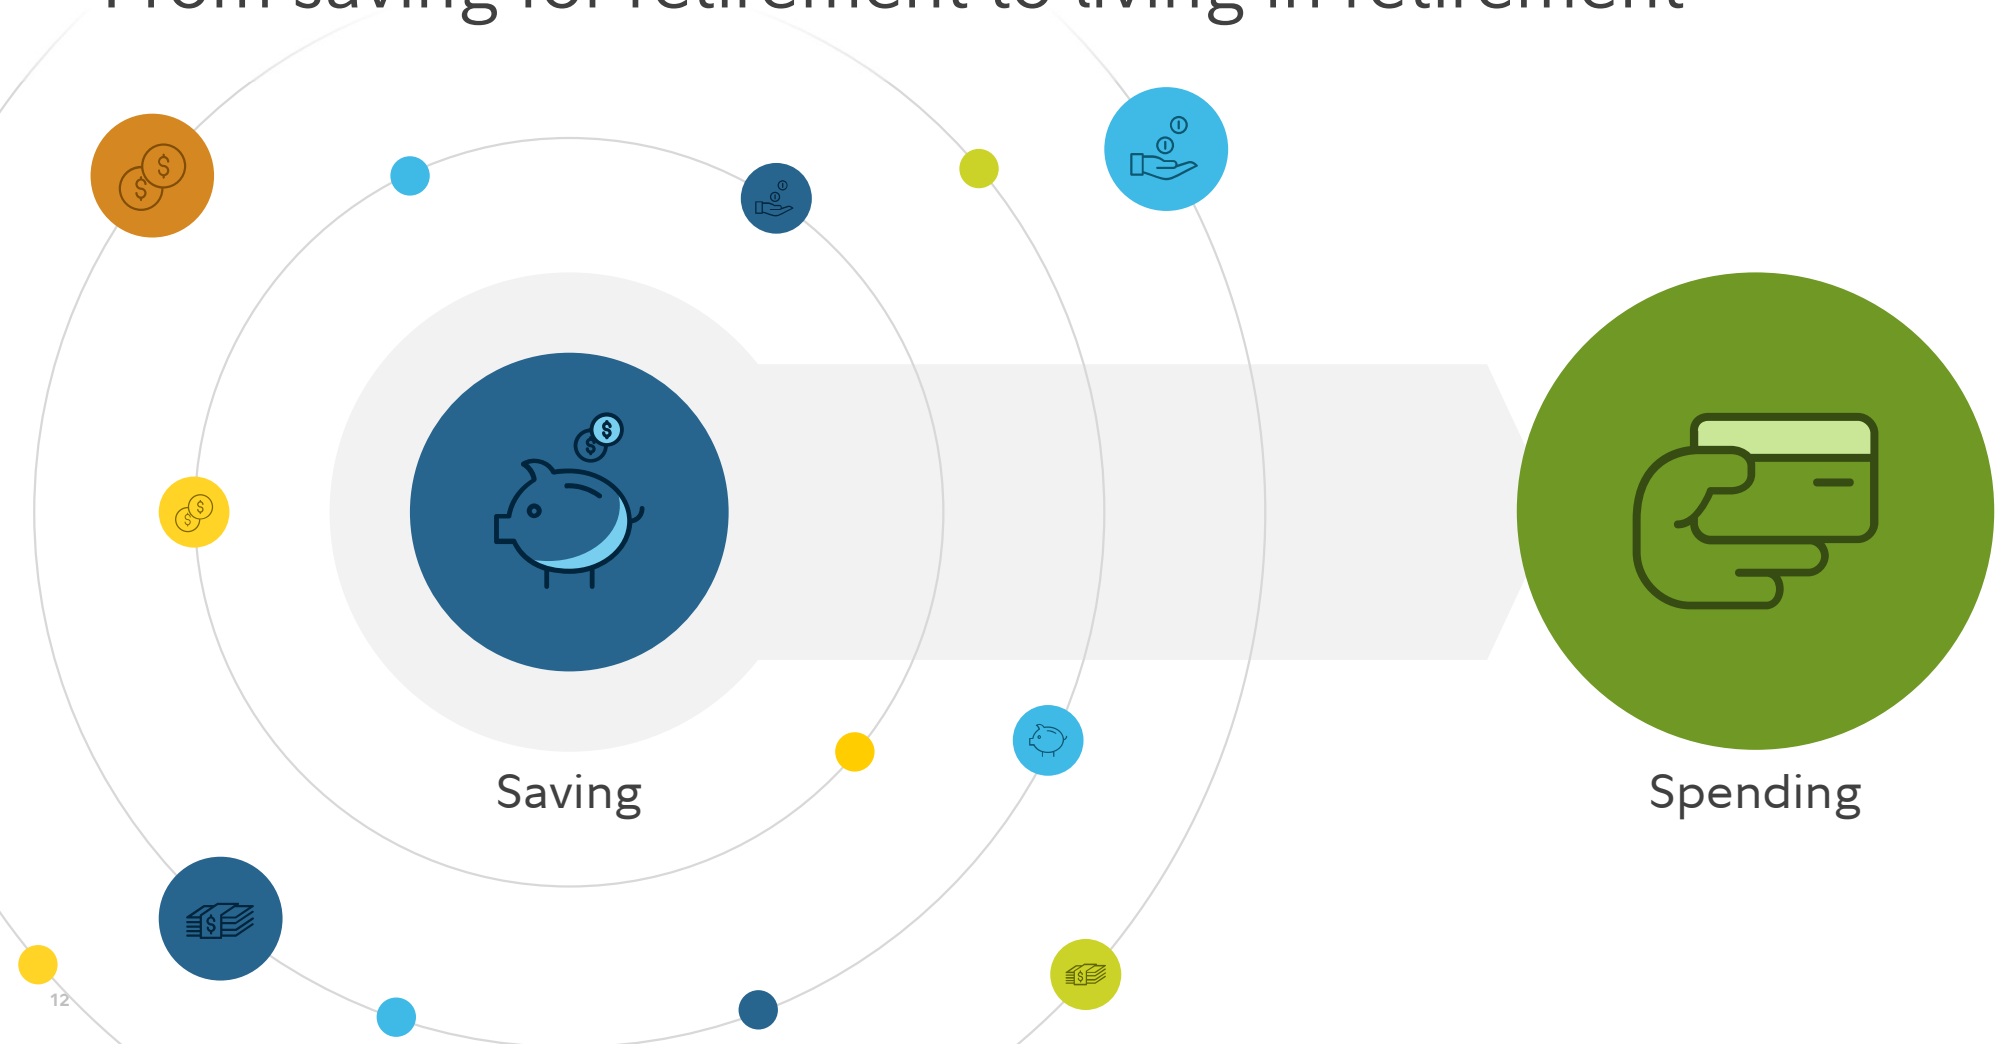 From saving for retirement to living in retirement
Saving
Spending
12